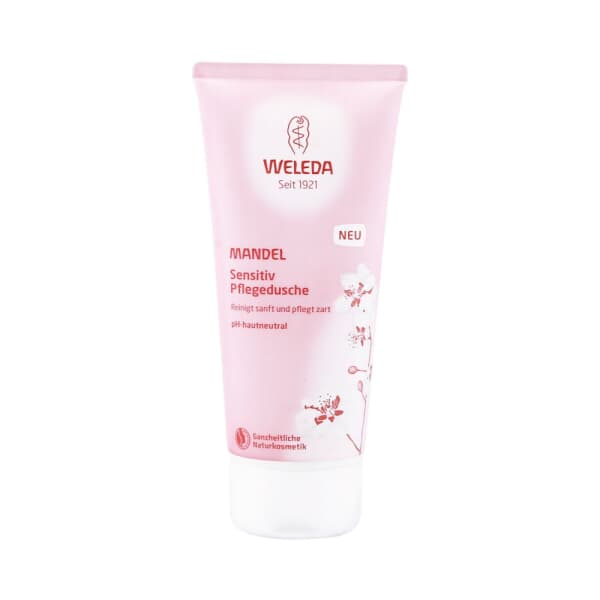 WELEDA
Seit 1921
NEU
MANDEL
Sensitiv
Pflegedusche
Reinigt sanft und pflegt zart
pH-hautneutral
Ganzheitliche
Naturkosmetik